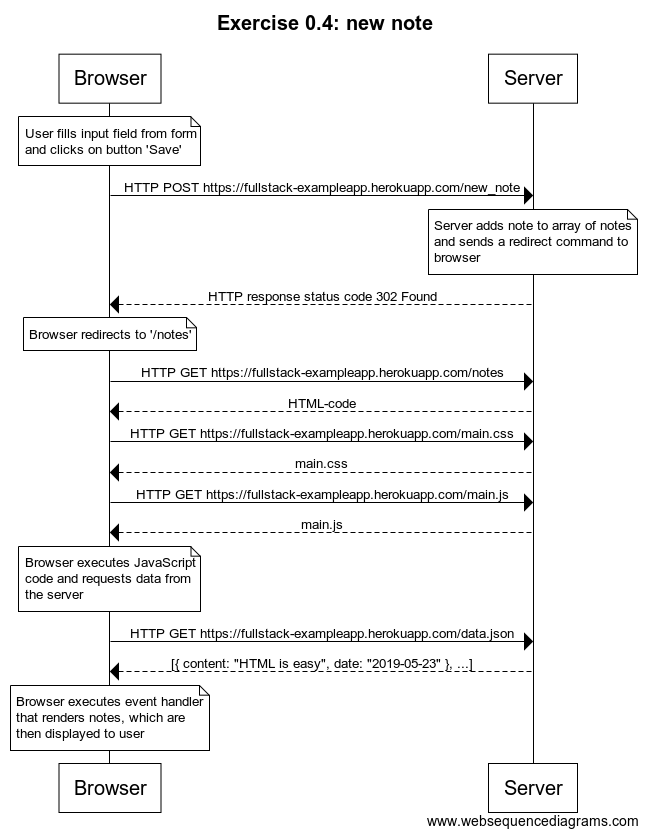 Exercise 0.4: new note
Browser
Server
User fills input field from form
and clicks on button 'Save'
HTTP POST https://fullstack-exampleapp.herokuapp.com/new_note
Server adds note to array of notes
and sends a redirect command to
browser
HTTP response status code 302 Found
Browser redirects to '/notes'
HTTP GET https://fullstack-exampleapp.herokuapp.com/notes
HTML-code
HTTP GET https://fullstack-exampleapp.herokuapp.com/main.css
main.css
HTTP GET https://fullstack-exampleapp.herokuapp.com/main.js
main.js
Browser executes JavaScript
code and requests data from
the server
HTTP GET https://fullstack-exampleapp.herokuapp.com/data.json
[{ content: "HTML is easy", date: "2019-05-23" }, ...]
Browser executes event handler
that renders notes, which are
then displayed to user
Browser
Server
www.websequencediagrams.com